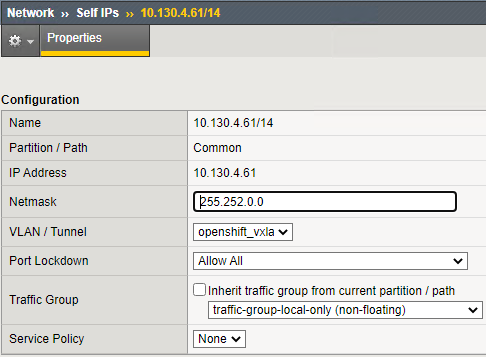 Network ›› Self IPs ›› 10.130.4.61/14
Properties
Configuration
Name 10.130.4.61/14
Partition / Path Common
IP Address 10.130.4.61
Netmask 255.252.0.0
VLAN / Tunnel openshift_vxla
Port Lockdown Allow All
Traffic Group Inherit traffic group from current partition / path
traffic-group-local-only (non-floating)
Service Policy None